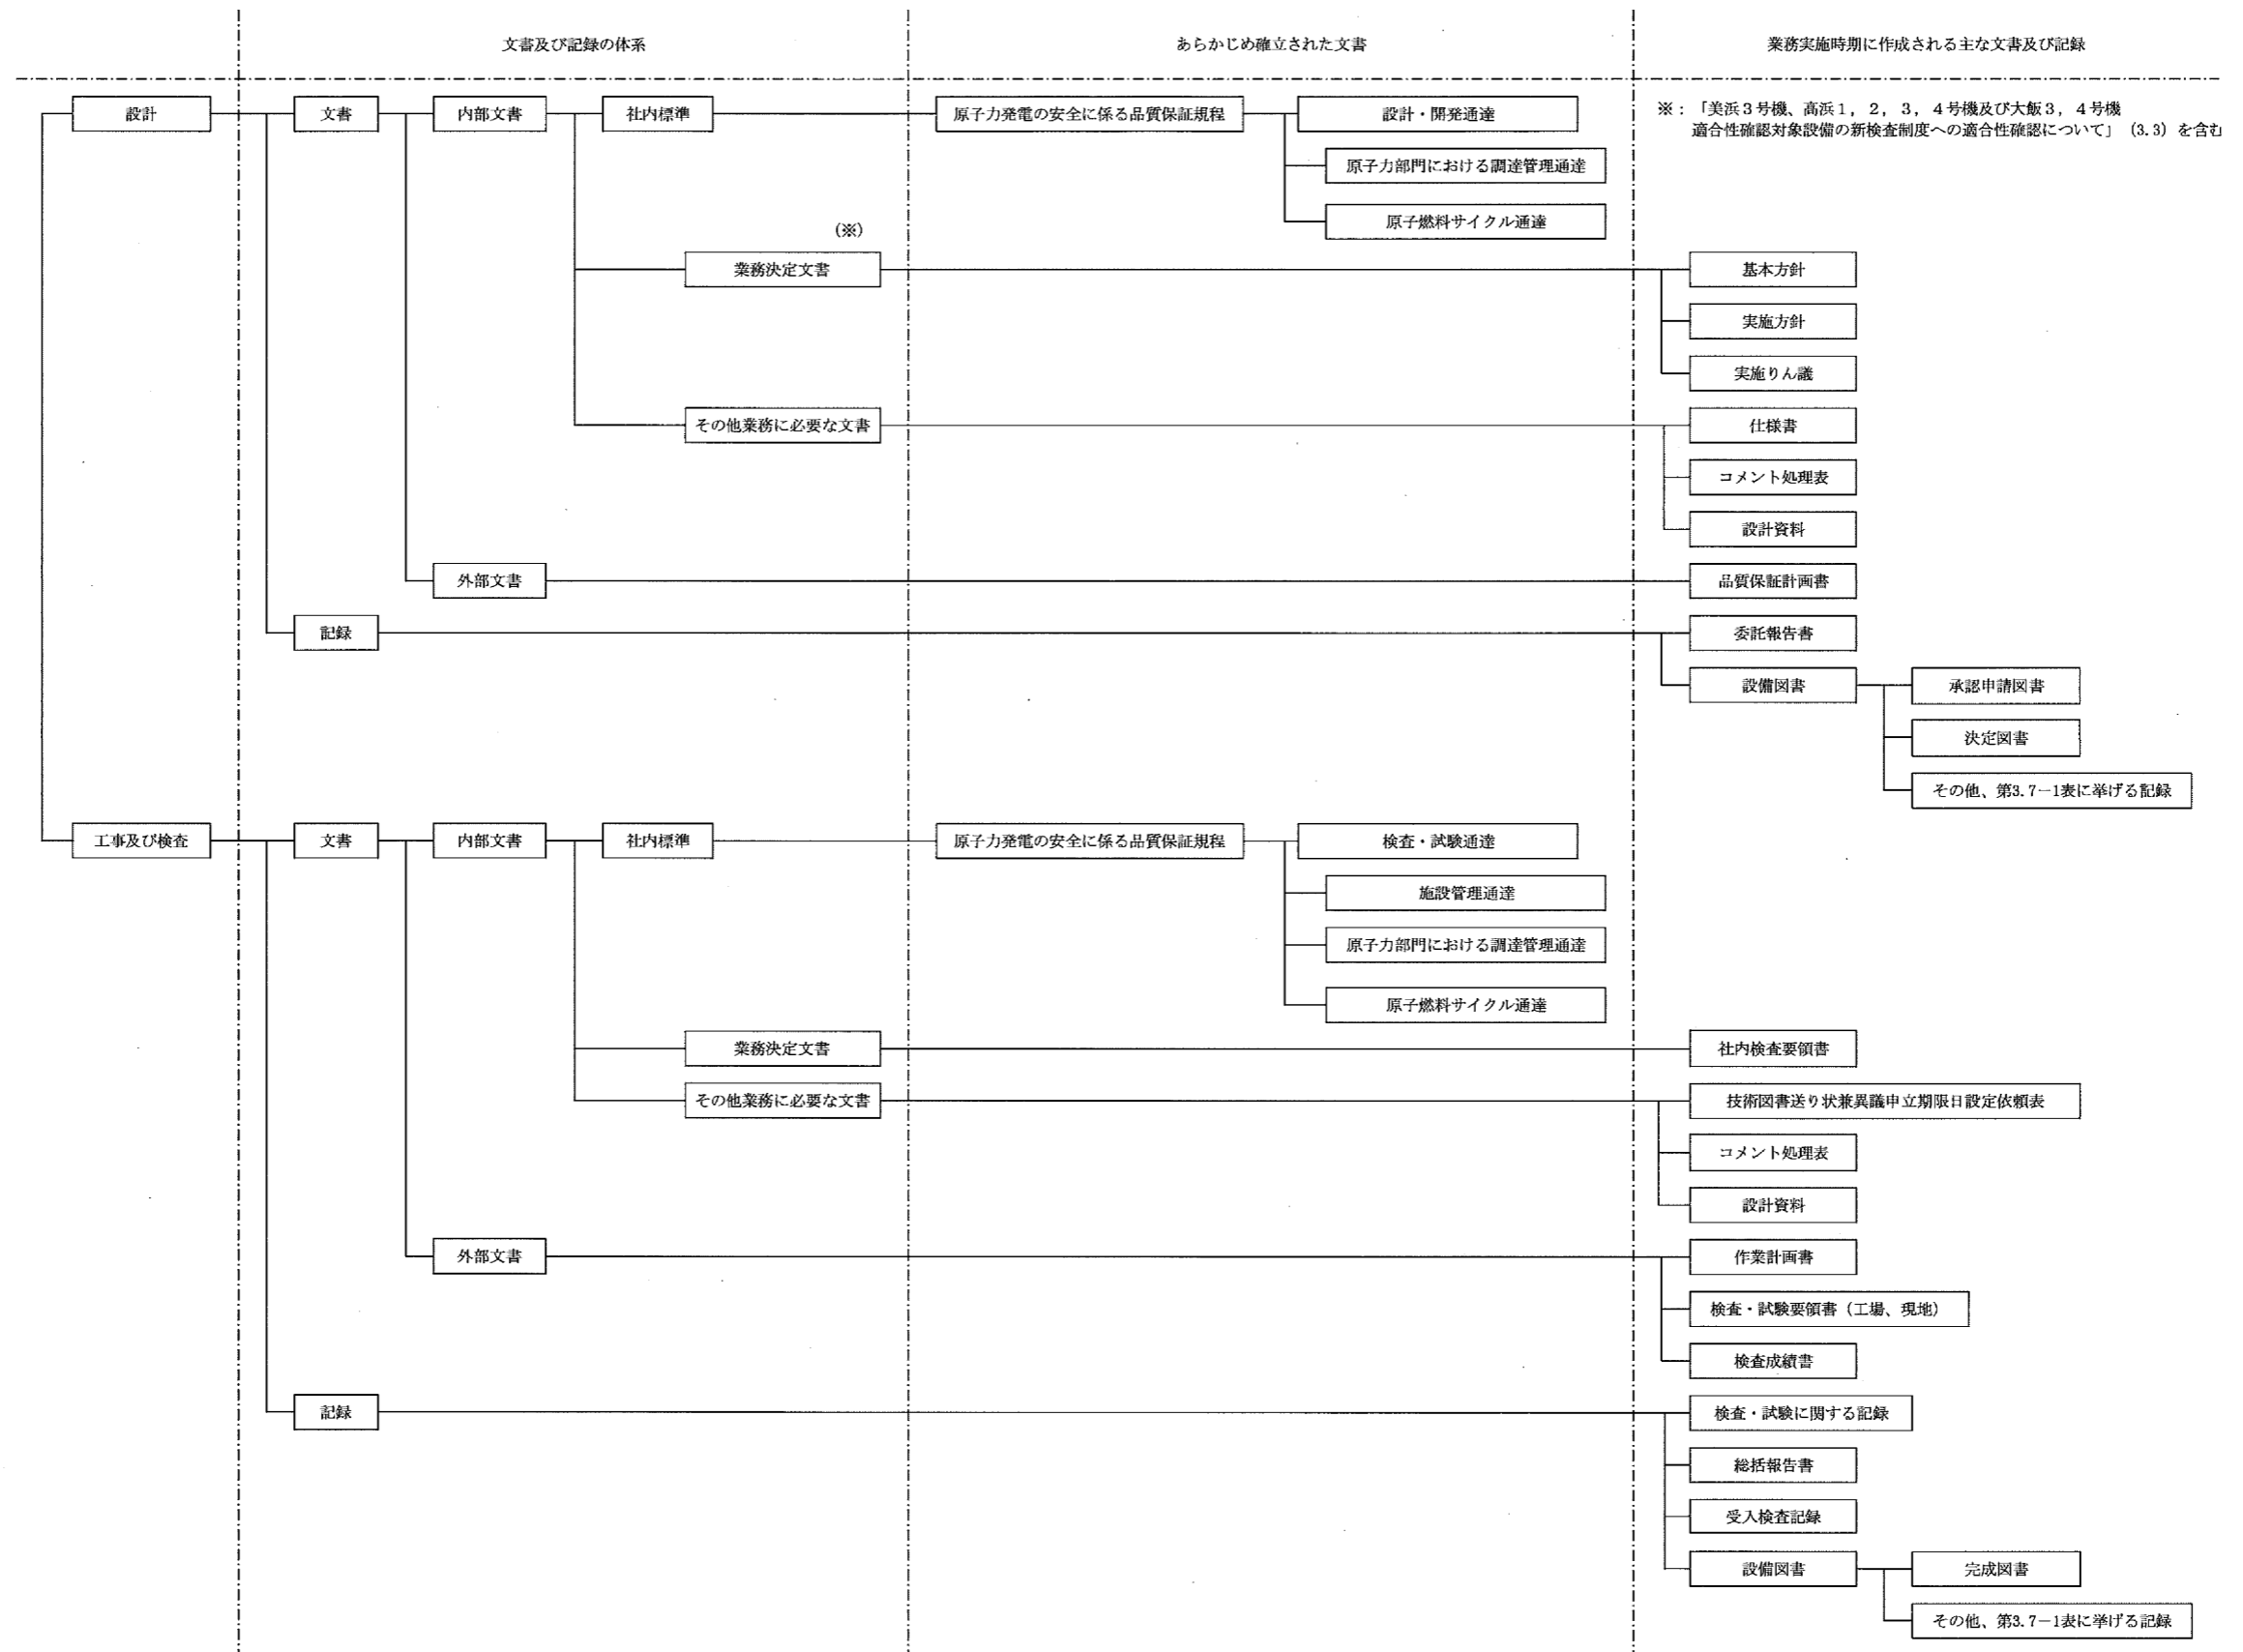 文書及び記録の体系
あらかじめ確立された文書
業務実施時期に作成される主な文書及び記録
設計
文書
内部文書
社内標準
原子力発電の安全に係る品質保証規程
設計・開発通達
※：「美浜３号機、高浜１，２，３，４号機及び大飯３，４号機
適合性確認対象設備の新検査制度への適合性確認について」（3.3）を含む
原子力部門における調達管理通達
原子燃料サイクル通達
（※）
業務決定文書
基本方針
実施方針
実施りん議
その他業務に必要な文書
仕様書
コメント処理表
設計資料
外部文書
品質保証計画書
記録
委託報告書
設備図書
承認申請図書
決定図書
その他、第3.7－1表に挙げる記録
工事及び検査
文書
内部文書
社内標準
原子力発電の安全に係る品質保証規程
検査・試験通達
施設管理通達
原子力部門における調達管理通達
原子燃料サイクル通達
業務決定文書
社内検査要領書
その他業務に必要な文書
技術図書送り状兼異議申立期限日設定依頼表
コメント処理表
設計資料
外部文書
作業計画書
検査・試験要領書（工場、現地）
検査成績書
記録
検査・試験に関する記録
総括報告書
受入検査記録
設備図書
完成図書
その他、第3.7－1表に挙げる記録